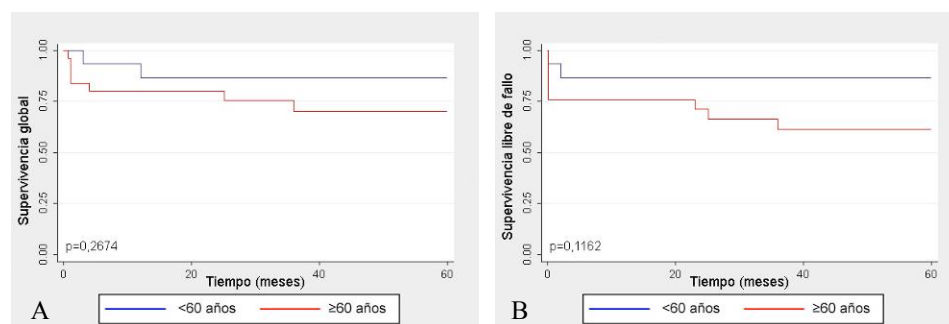 Supervivencia global
1.00
0.75
0.50
0.25
0.00
p=0,2674
0
20
40
60
Tiempo (meses)
A
<60 años
≥60 años
Supervivencia libre de fallo
1.00
0.75
0.50
0.25
0.00
p=0,1162
0
20
40
60
Tiempo (meses)
B
<60 años
≥60 años